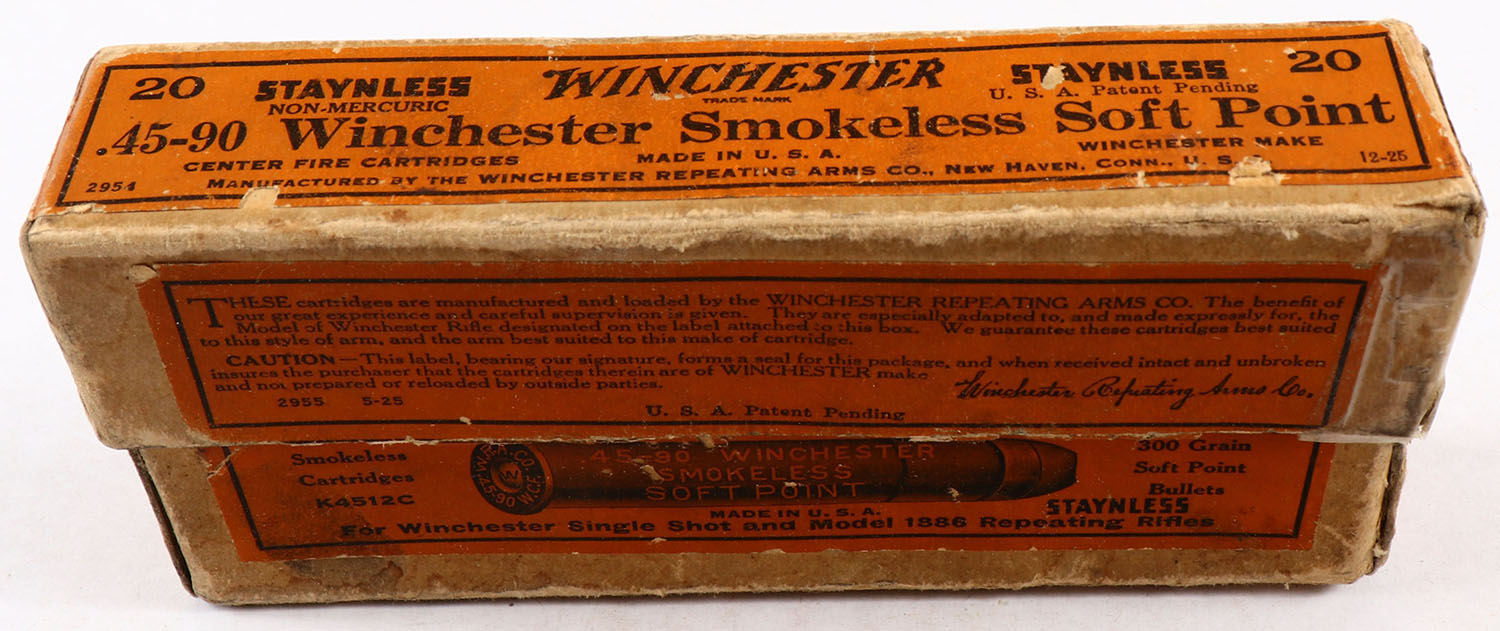 20 STAYNLESS WINCHESTER STAYNLESS 20
NON-MERCURIC TRADE MARK U. S. A. Patent Pending
.45-90 Winchester Smokeless Soft Point
CENTER FIRE CARTRIDGES MADE IN U. S. A. WINCHESTER MAKE
2954 MANUFACTURED BY THE WINCHESTER REPEATING ARMS CO., NEW HAVEN, CONN., U. S. 12-25
THESE cartridges are manufactured and loaded by the WINCHESTER REPEATING ARMS CO. The benefit of
our great experience and careful supervision is given. They are especially adapted to, and made expressly for, the
Model of Winchester Rifle designated on the label attached to this box. We guarantee these cartridges best suited
to this style of arm, and the arm best suited to this make of cartridge.
CAUTION—This label, bearing our signature, forms a seal for this package, and when received intact and unbroken
insures the purchaser that the cartridges therein are of WINCHESTER make
and not prepared or reloaded by outside parties.
Winchester Repeating Arms Co.
2955 5-25
U. S. A. Patent Pending
Smokeless
Cartridges
K4512C
W.R.A. CO.
W
.45-90 W.C.F.
45-90 WINCHESTER
SMOKELESS
SOFT POINT
300 Grain
Soft Point
Bullets
STAYNLESS
MADE IN U. S. A.
For Winchester Single Shot and Model 1886 Repeating Rifles